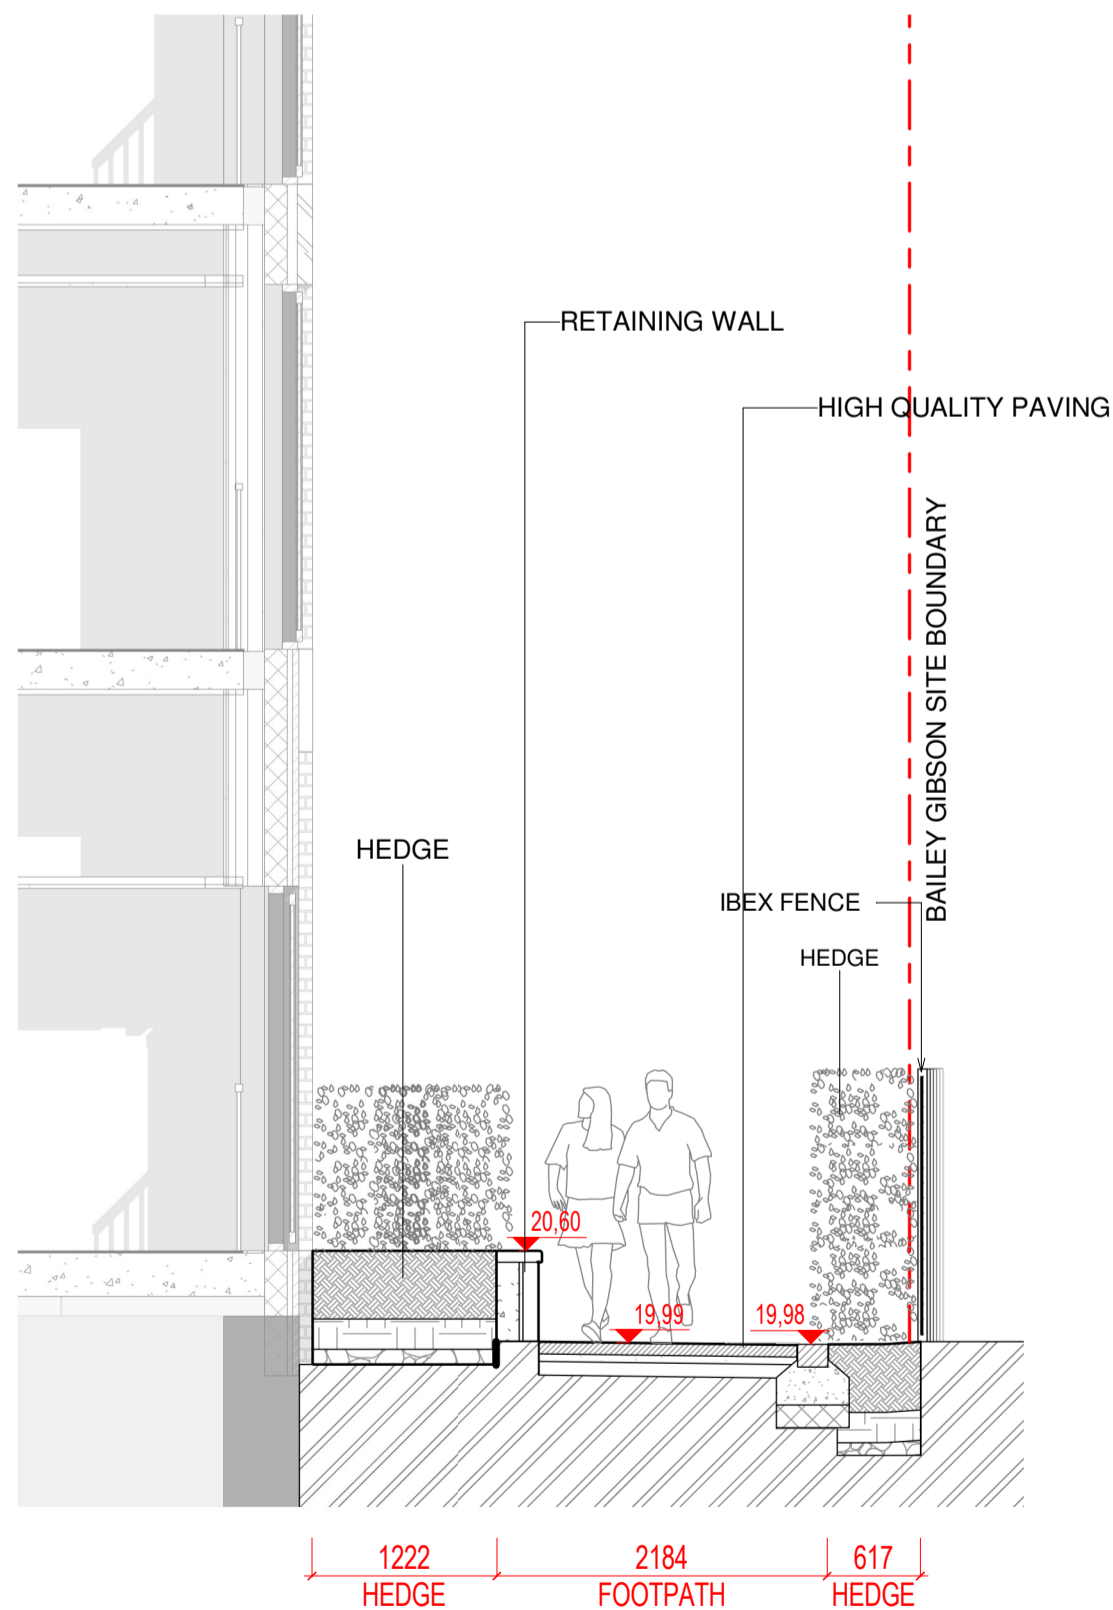 RETAINING WALL
HIGH QUALITY PAVING
BAILEY GIBSON SITE BOUNDARY
HEDGE
IBEX FENCE
HEDGE
20,60
19,99
19,98
1222
2184
617
HEDGE
FOOTPATH
HEDGE